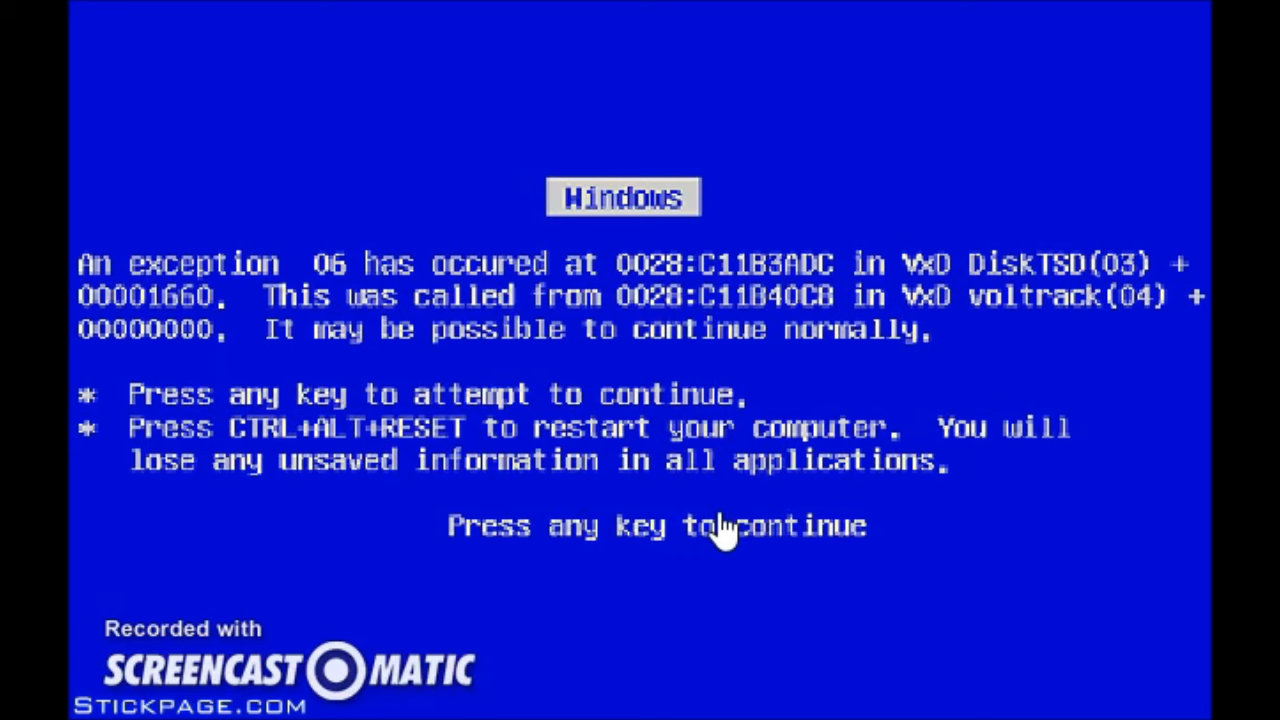 Windows
An exception 06 has occured at 0028:C11B3ADC in VxD DiskTSD(03) +
00001660. This was called from 0028:C11B40C8 in VxD voltrack(04) +
00000000. It may be possible to continue normally.
* Press any key to attempt to continue.
* Press CTRL+ALT+RESET to restart your computer. You will
lose any unsaved information in all applications.
Press any key to continue
Recorded with
SCREENCAST MATIC
STICKPAGE.COM